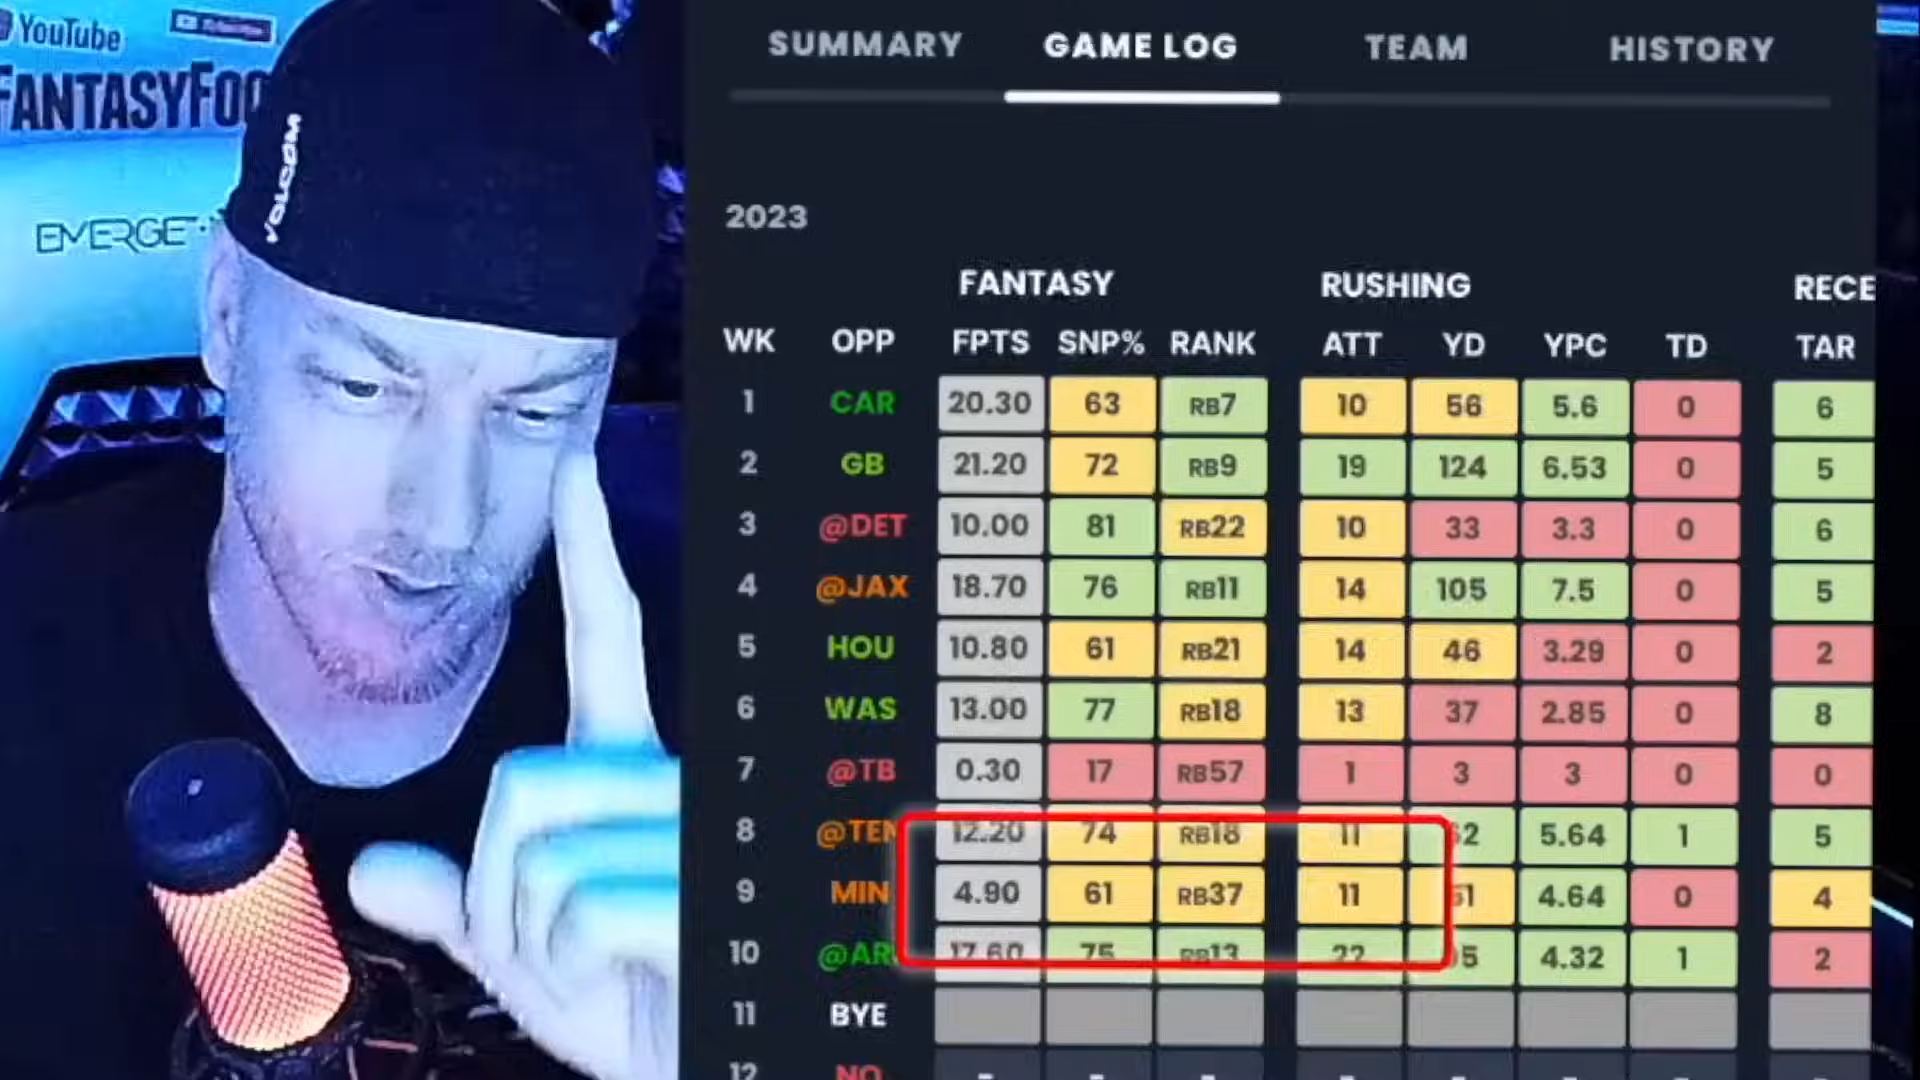 YouTube
FANTASYFOO
VOLCOM
EMERGE
SUMMARY GAME LOG TEAM HISTORY
2023
FANTASY RUSHING RECE
WK OPP FPTS SNP% RANK ATT YD YPC TD TAR
1 CAR 20.30 63 RB7 10 56 5.6 0 6
2 GB 21.20 72 RB9 19 124 6.53 0 5
3 @DET 10.00 81 RB22 10 33 3.3 0 6
4 @JAX 18.70 76 RB11 14 105 7.5 0 5
5 HOU 10.80 61 RB21 14 46 3.29 0 2
6 WAS 13.00 77 RB18 13 37 2.85 0 8
7 @TB 0.30 17 RB57 1 3 3 0 0
8 @TEN 12.20 74 RB18 11 62 5.64 1 5
9 MIN 4.90 61 RB37 11 51 4.64 0 4
10 @AR 17.60 75 RB13 22 95 4.32 1 2
11 BYE
12 NO - - - - - - -